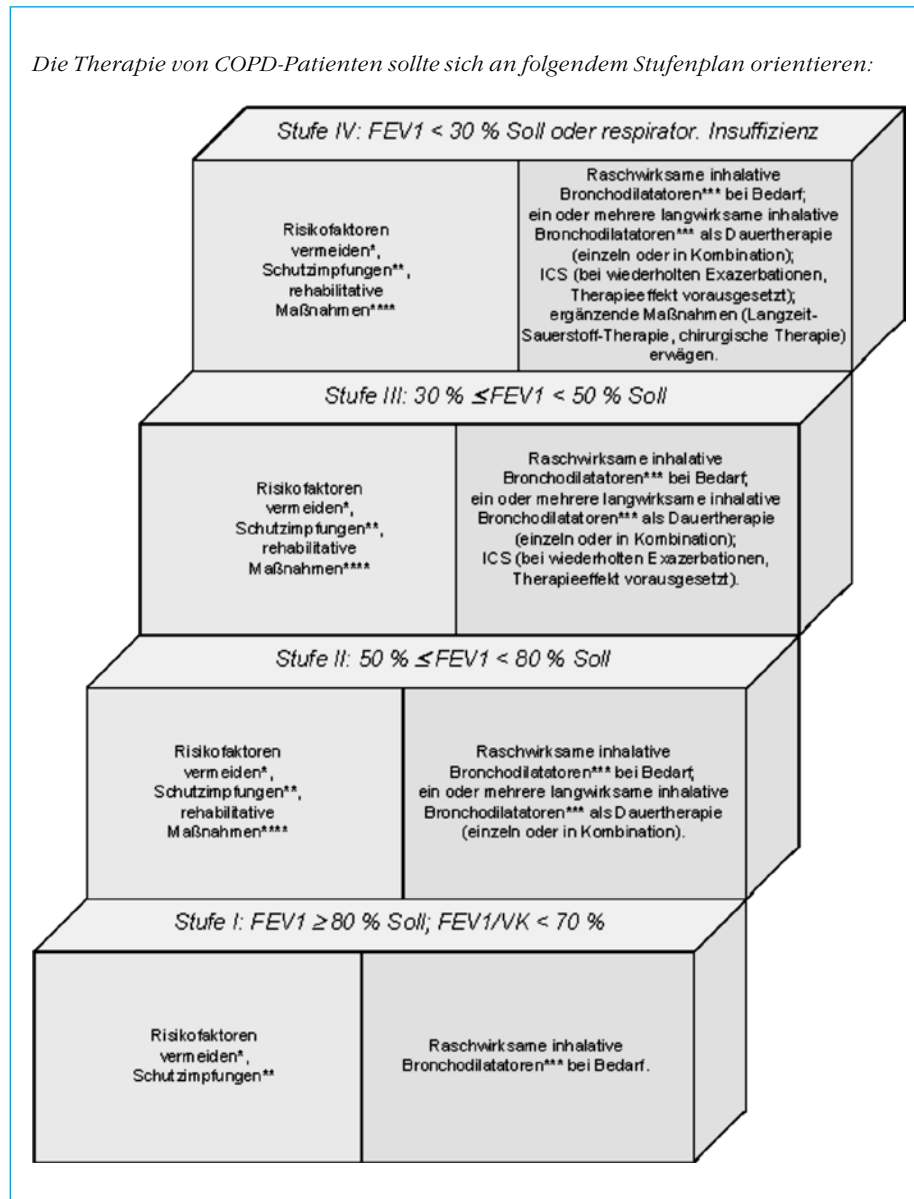 Die Therapie von COPD-Patienten sollte sich an folgendem Stufenplan orientieren:
Stufe IV: FEV1 < 30 % Soll oder respirator. Insuffizienz
Risikofaktoren
vermeiden*,
Schutzimpfungen**,
rehabilitative
Maßnahmen****
Raschwirksame inhalative
Bronchodilatatoren*** bei Bedarf;
ein oder mehrere langwirksame inhalative
Bronchodilatatoren*** als Dauertherapie
(einzeln oder in Kombination);
ICS (bei wiederholten Exazerbationen,
Therapieeffekt vorausgesetzt);
ergänzende Maßnahmen (Langzeit-
Sauerstoff-Therapie, chirurgische Therapie)
erwägen.
Stufe III: 30 % ≤FEV1 < 50 % Soll
Risikofaktoren
vermeiden*,
Schutzimpfungen**,
rehabilitative
Maßnahmen****
Raschwirksame inhalative
Bronchodilatatoren*** bei Bedarf;
ein oder mehrere langwirksame inhalative
Bronchodilatatoren*** als Dauertherapie
(einzeln oder in Kombination);
ICS (bei wiederholten Exazerbationen,
Therapieeffekt vorausgesetzt).
Stufe II: 50 % ≤FEV1 < 80 % Soll
Risikofaktoren
vermeiden*,
Schutzimpfungen**,
rehabilitative
Maßnahmen****
Raschwirksame inhalative
Bronchodilatatoren*** bei Bedarf;
ein oder mehrere langwirksame inhalative
Bronchodilatatoren*** als Dauertherapie
(einzeln oder in Kombination).
Stufe I: FEV1 ≥ 80 % Soll; FEV1/VK < 70 %
Risikofaktoren
vermeiden*,
Schutzimpfungen**
Raschwirksame inhalative
Bronchodilatatoren*** bei Bedarf.